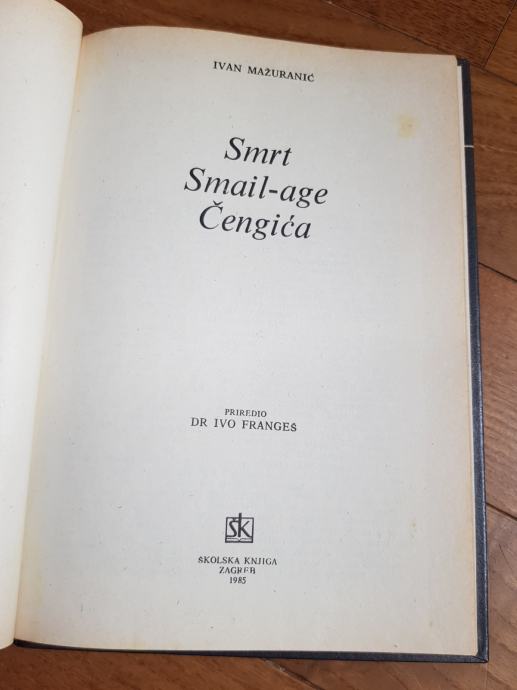 IVAN MAŽURANIĆ
Smrt
Smail-age
Čengića
PRIREDIO
DR IVO FRANGEŠ
ŠK
ŠKOLSKA KNJIGA
ZAGREB
1985